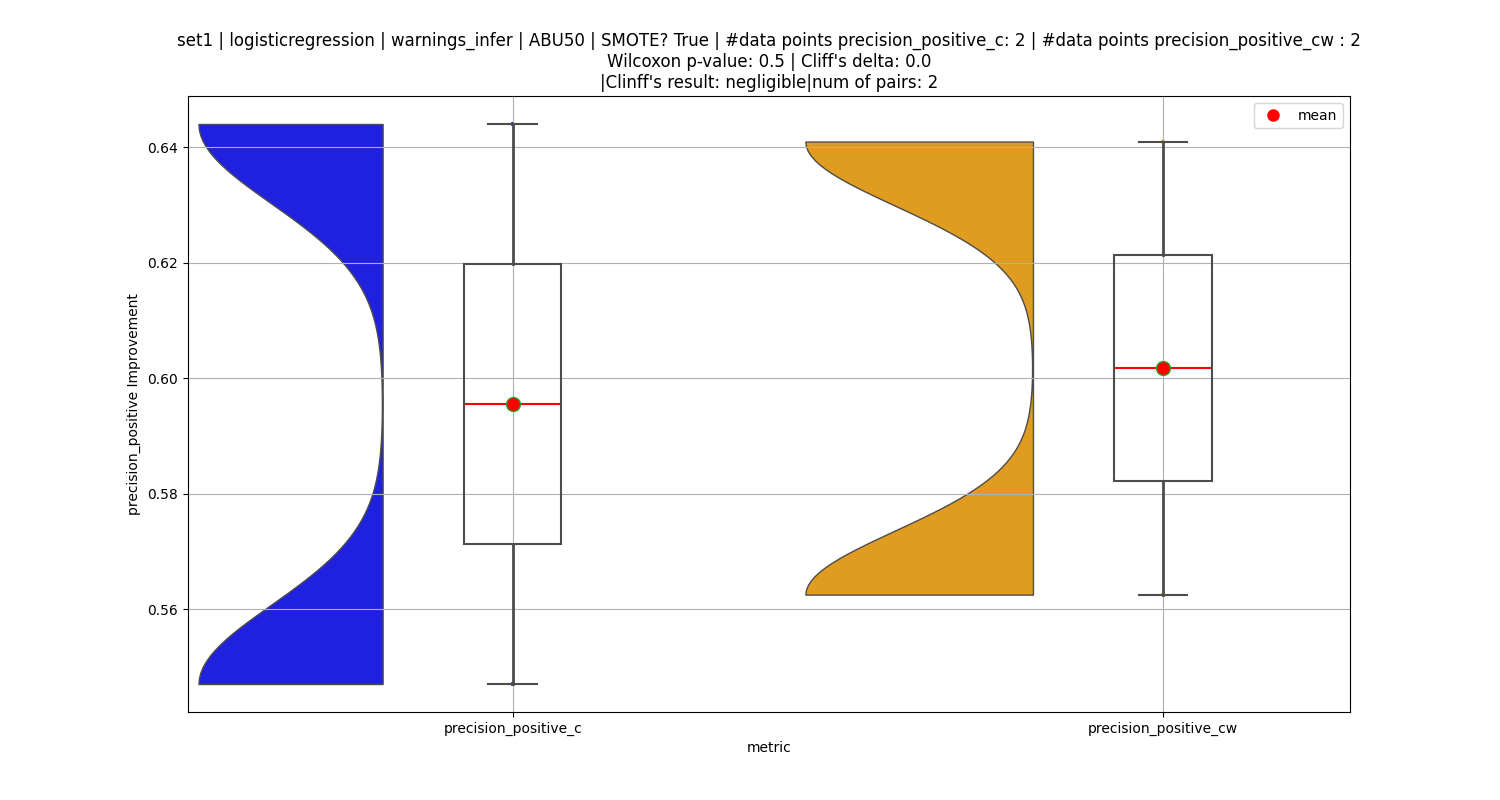 set1 | logisticregression | warnings_infer | ABU50 | SMOTE? True | #data points precision_positive_c: 2 | #data points precision_positive_cw : 2
Wilcoxon p-value: 0.5 | Cliff's delta: 0.0
|Clinff's result: negligible|num of pairs: 2
mean
0.64
0.62
0.60
0.58
0.56
precision_positive Improvement
precision_positive_c
precision_positive_cw
metric